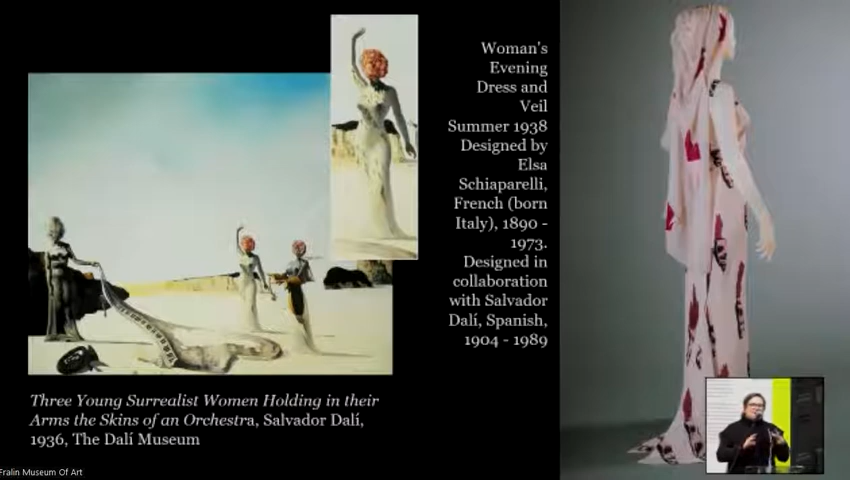 Woman's
Evening
Dress and
Veil
Summer 1938
Designed by
Elsa
Schiaparelli,
French (born
Italy), 1890 -
1973.
Designed in
collaboration
with Salvador
Dalí, Spanish,
1904 - 1989
Three Young Surrealist Women Holding in their
Arms the Skins of an Orchestra, Salvador Dalí,
1936, The Dalí Museum
Fralin Museum Of Art